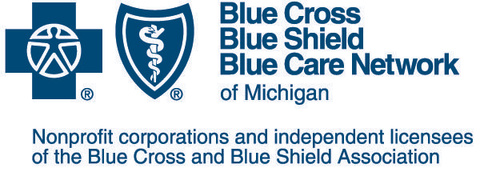 Blue Cross
Blue Shield
Blue Care Network
of Michigan
® ®
Nonprofit corporations and independent licensees
of the Blue Cross and Blue Shield Association